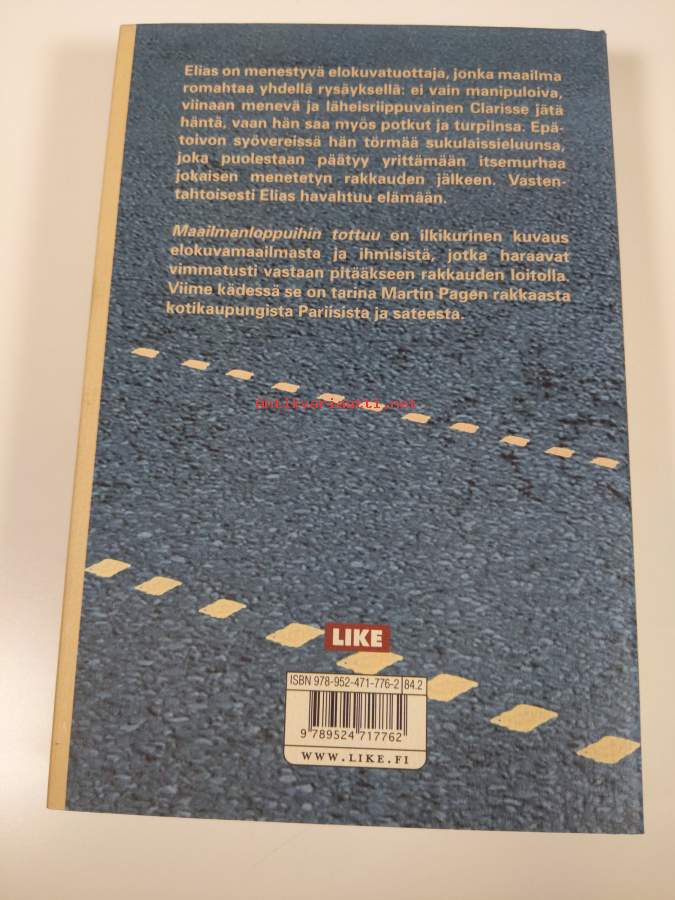 Elias on menestyvä elokuvatuottaja, jonka maailma
romahtaa yhdellä rysäyksellä: ei vain manipuloiva,
viinaan menevä ja läheisriippuvainen Clarisse jätä
häntä, vaan hän saa myös potkut ja turpiinsa. Epä-
toivon syövereissä hän törmää sukulaissieluunsa,
joka puolestaan päätyy yrittämään itsemurhaa
jokaisen menetetyn rakkauden jälkeen. Vasten-
tahtoisesti Elias havahtuu elämään.
Maailmanloppuihin tottuu on ilkikurinen kuvaus
elokuvamaailmasta ja ihmisistä, jotka haraavat
vimmatusti vastaan pitääkseen rakkauden loitolla.
Viime kädessä se on tarina Martin Pagen rakkaasta
kotikaupungista Pariisista ja sateesta.
antikvariaatti.net
LIKE
ISBN 978-952-471-776-2 84.2
9 789524 717762
WWW.LIKE.FI